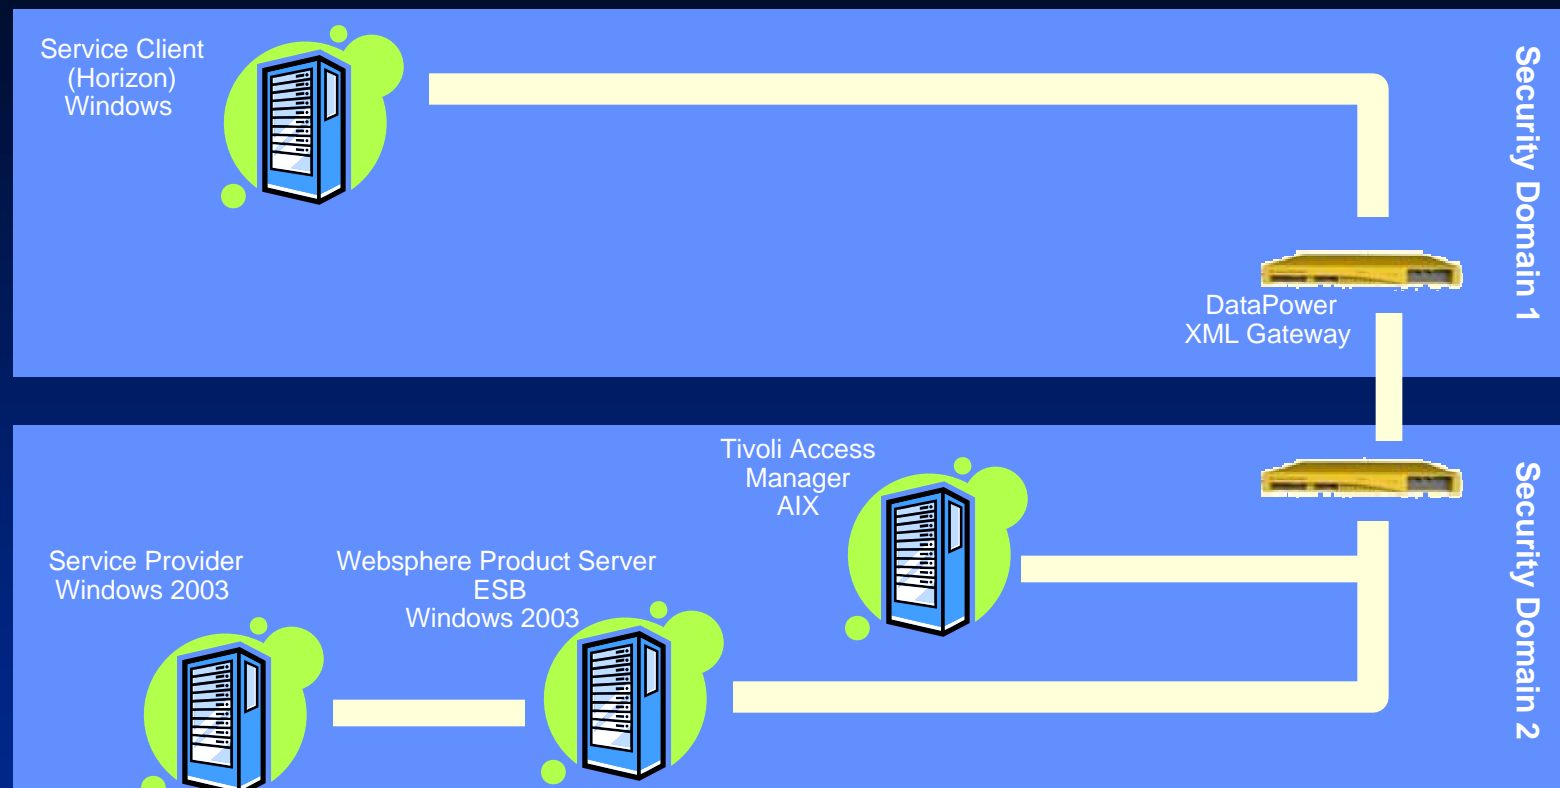 Service Client
(Horizon)
Windows
Security Domain 1
DataPower
XML Gateway
Tivoli Access
Manager
AIX
Service Provider
Windows 2003
Websphere Product Server
ESB
Windows 2003
Security Domain 2